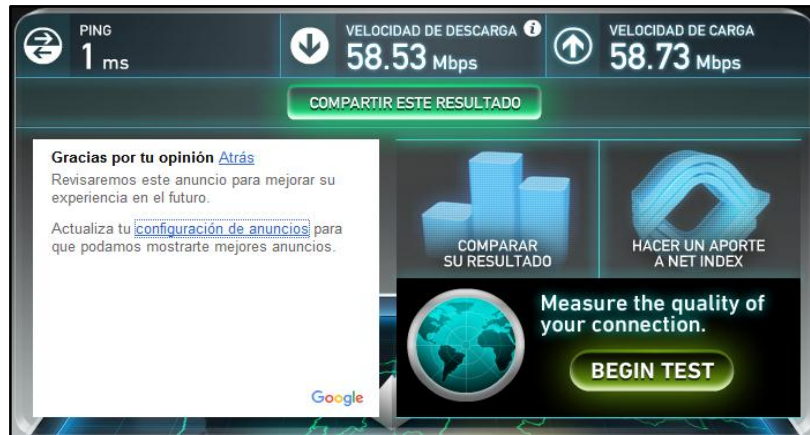 PING
1 ms
VELOCIDAD DE DESCARGA i
58.53 Mbps
VELOCIDAD DE CARGA
58.73 Mbps
COMPARTIR ESTE RESULTADO
Gracias por tu opinión Atrás
Revisaremos este anuncio para mejorar su
experiencia en el futuro.
Actualiza tu configuración de anuncios para
que podamos mostrarte mejores anuncios.
Google
COMPARAR
SU RESULTADO
HACER UN APORTE
A NET INDEX
Measure the quality of
your connection.
BEGIN TEST